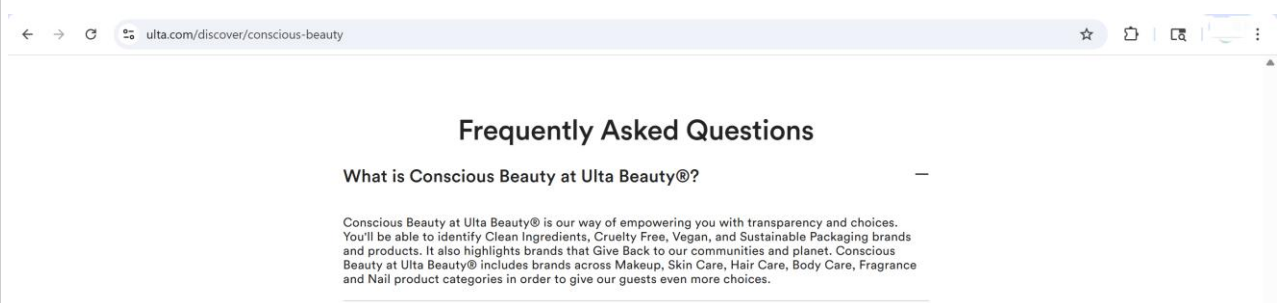 ulta.com/discover/conscious-beauty
Frequently Asked Questions
What is Conscious Beauty at Ulta Beauty®?
Conscious Beauty at Ulta Beauty® is our way of empowering you with transparency and choices.
You'll be able to identify Clean Ingredients, Cruelty Free, Vegan, and Sustainable Packaging brands
and products. It also highlights brands that Give Back to our communities and planet. Conscious
Beauty at Ulta Beauty® includes brands across Makeup, Skin Care, Hair Care, Body Care, Fragrance
and Nail product categories in order to give our guests even more choices.